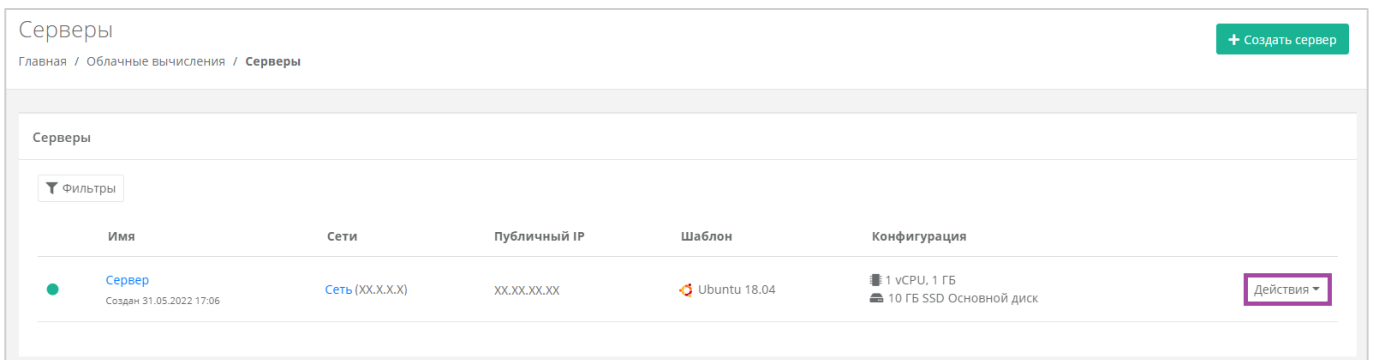 Серверы
+ Создать сервер
Главная / Облачные вычисления / Серверы
Серверы
Фильтры
Имя Сети Публичный IP Шаблон Конфигурация
Сервер Сеть (XX.X.X.X) XX.XX.XX.XX Ubuntu 18.04 1 vCPU, 1 ГБ Действия
Создан 31.05.2022 17:06 10 ГБ SSD Основной диск